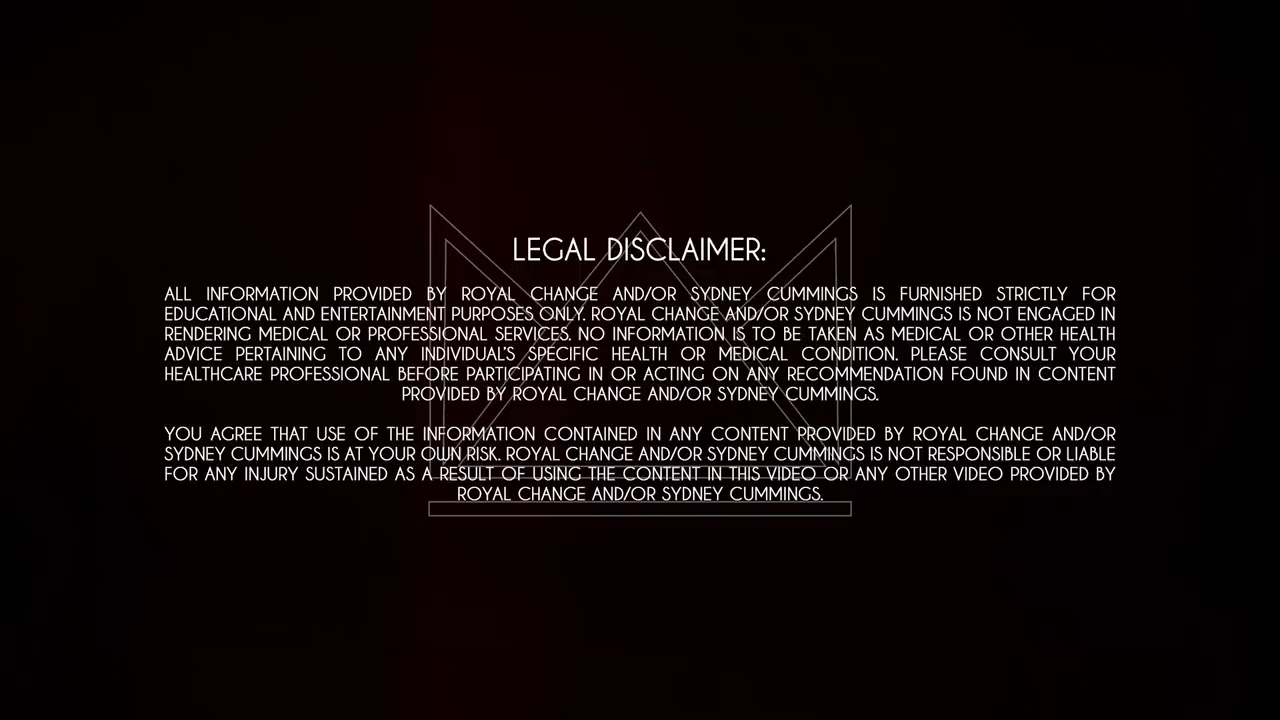 LEGAL DISCLAIMER:
ALL INFORMATION PROVIDED BY ROYAL CHANGE AND/OR SYDNEY CUMMINGS IS FURNISHED STRICTLY FOR
EDUCATIONAL AND ENTERTAINMENT PURPOSES ONLY. ROYAL CHANGE AND/OR SYDNEY CUMMINGS IS NOT ENGAGED IN
RENDERING MEDICAL OR PROFESSIONAL SERVICES. NO INFORMATION IS TO BE TAKEN AS MEDICAL OR OTHER HEALTH
ADVICE PERTAINING TO ANY INDIVIDUAL'S SPECIFIC HEALTH OR MEDICAL CONDITION. PLEASE CONSULT YOUR
HEALTHCARE PROFESSIONAL BEFORE PARTICIPATING IN OR ACTING ON ANY RECOMMENDATION FOUND IN CONTENT
PROVIDED BY ROYAL CHANGE AND/OR SYDNEY CUMMINGS.
YOU AGREE THAT USE OF THE INFORMATION CONTAINED IN ANY CONTENT PROVIDED BY ROYAL CHANGE AND/OR
SYDNEY CUMMINGS IS AT YOUR OWN RISK. ROYAL CHANGE AND/OR SYDNEY CUMMINGS IS NOT RESPONSIBLE OR LIABLE
FOR ANY INJURY SUSTAINED AS A RESULT OF USING THE CONTENT IN THIS VIDEO OR ANY OTHER VIDEO PROVIDED BY
ROYAL CHANGE AND/OR SYDNEY CUMMINGS.